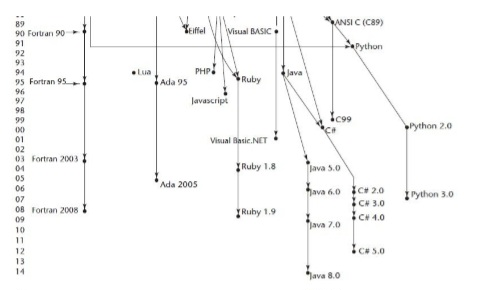 89 ANSI C (89)
90 Fortran 90 Eiffel Visual BASIC
91 Python
92
93
94 Lua PHP Java
95 Fortran 95 Ada 95 Ruby
96
97 Javascript
98
99 C99
00 C# Python 2.0
01 Visual Basic.NET
02
03 Fortran 2003 Java 5.0
04 Ruby 1.8
05 Ada 2005
06 Java 6.0 C# 2.0
07 C# 3.0 Python 3.0
08 Fortran 2008 C# 4.0
09 Ruby 1.9 Java 7.0
10
11
12 C# 5.0
13
14 Java 8.0